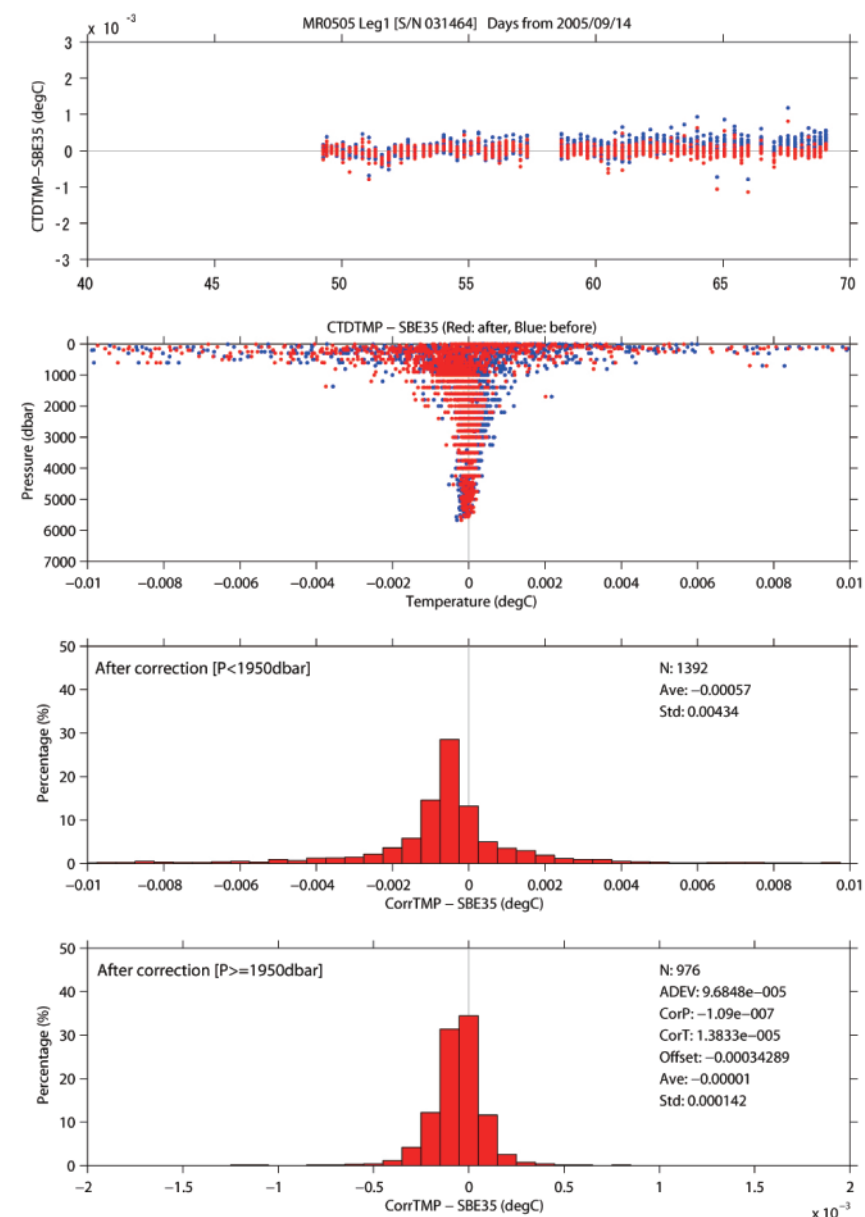 x 10⁻³
MR0505 Leg1 [S/N 031464] Days from 2005/09/14
CTDTMP−SBE35 (degC)
3
2
1
0
-1
-2
-3
40 45 50 55 60 65 70
CTDTMP − SBE35 (Red: after, Blue: before)
Pressure (dbar)
0
1000
2000
3000
4000
5000
6000
7000
−0.01 −0.008 −0.006 −0.004 −0.002 0 0.002 0.004 0.006 0.008 0.01
Temperature (degC)
Percentage (%)
50
40
30
20
10
0
After correction [P<1950dbar]
N: 1392
Ave: −0.00057
Std: 0.00434
−0.01 −0.008 −0.006 −0.004 −0.002 0 0.002 0.004 0.006 0.008 0.01
CorrTMP − SBE35 (degC)
Percentage (%)
50
40
30
20
10
0
After correction [P>=1950dbar]
N: 976
ADEV: 9.6848e−005
CorP: −1.09e−007
CorT: 1.3833e−005
Offset: −0.00034289
Ave: −0.00001
Std: 0.000142
−2 −1.5 −1 −0.5 0 0.5 1 1.5 2
CorrTMP − SBE35 (degC)
x 10⁻³